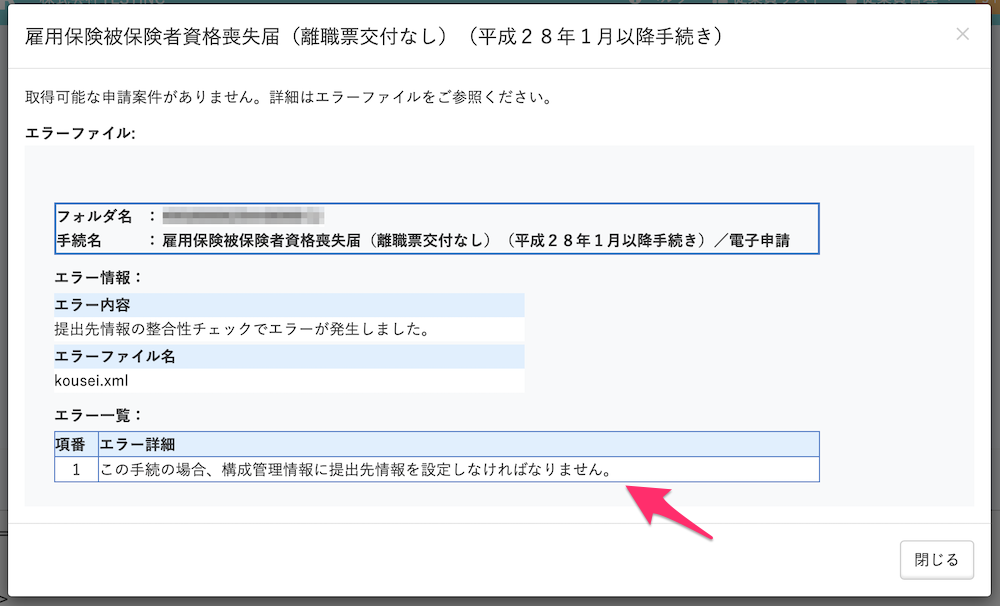 雇用保険被保険者資格喪失届（離職票交付なし）（平成２８年１月以降手続き）
取得可能な申請案件がありません。詳細はエラーファイルをご参照ください。
エラーファイル:
フォルダ名 ：
手続名 ：雇用保険被保険者資格喪失届（離職票交付なし）（平成２８年１月以降手続き）／電子申請
エラー情報：
エラー内容
提出先情報の整合性チェックでエラーが発生しました。
エラーファイル名
kousei.xml
エラー一覧：
項番 エラー詳細
1 この手続の場合、構成管理情報に提出先情報を設定しなければなりません。
閉じる